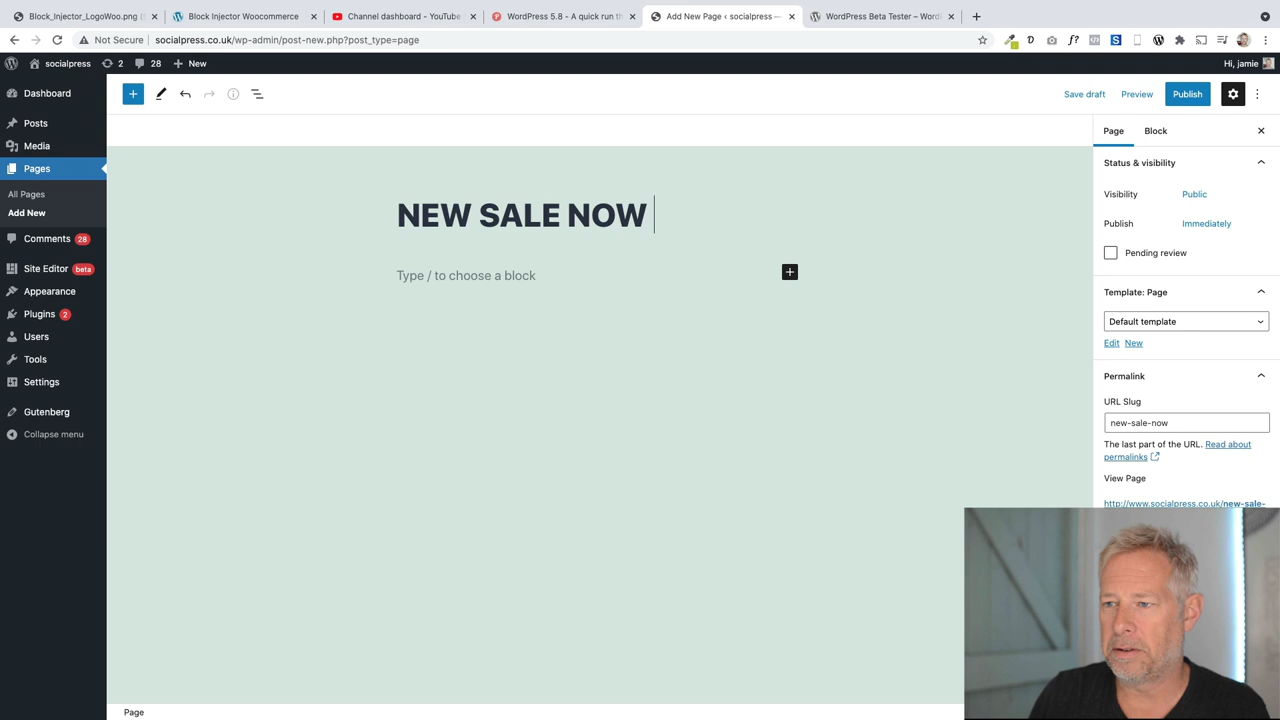 Block_Injector_LogoWoo.png (
Block Injector Woocommerce
Channel dashboard - YouTube
WordPress 5.8 - A quick run th
Add New Page ‹ socialpress —
WordPress Beta Tester – Word
Not Secure
socialpress.co.uk/wp-admin/post-new.php?post_type=page
socialpress
2
28
New
Hi, jamie
Dashboard
Posts
Media
Pages
All Pages
Add New
Comments 28
Site Editor beta
Appearance
Plugins 2
Users
Tools
Settings
Gutenberg
Collapse menu
Save draft
Preview
Publish
NEW SALE NOW
Type / to choose a block
Page
Block
Status & visibility
Visibility
Public
Publish
Immediately
Pending review
Template: Page
Default template
Edit New
Permalink
URL Slug
new-sale-now
The last part of the URL. Read about
permalinks
View Page
http://www.socialpress.co.uk/new-sale-
Page